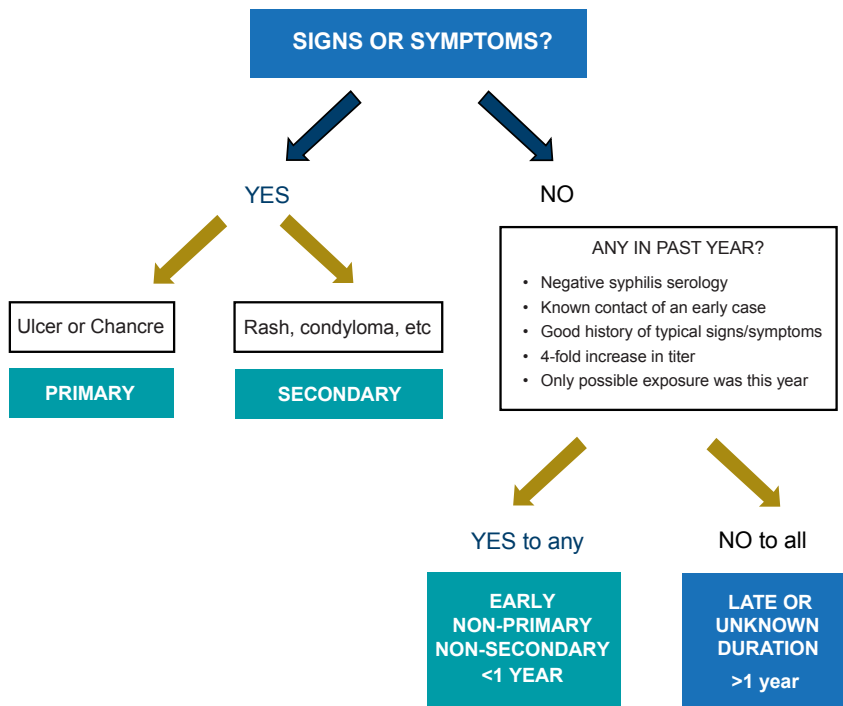 SIGNS OR SYMPTOMS?
YES
NO
Ulcer or Chancre
PRIMARY
Rash, condyloma, etc
SECONDARY
ANY IN PAST YEAR?
• Negative syphilis serology
• Known contact of an early case
• Good history of typical signs/symptoms
• 4-fold increase in titer
• Only possible exposure was this year
YES to any
NO to all
EARLY
NON-PRIMARY
NON-SECONDARY
<1 YEAR
LATE OR
UNKNOWN
DURATION
>1 year